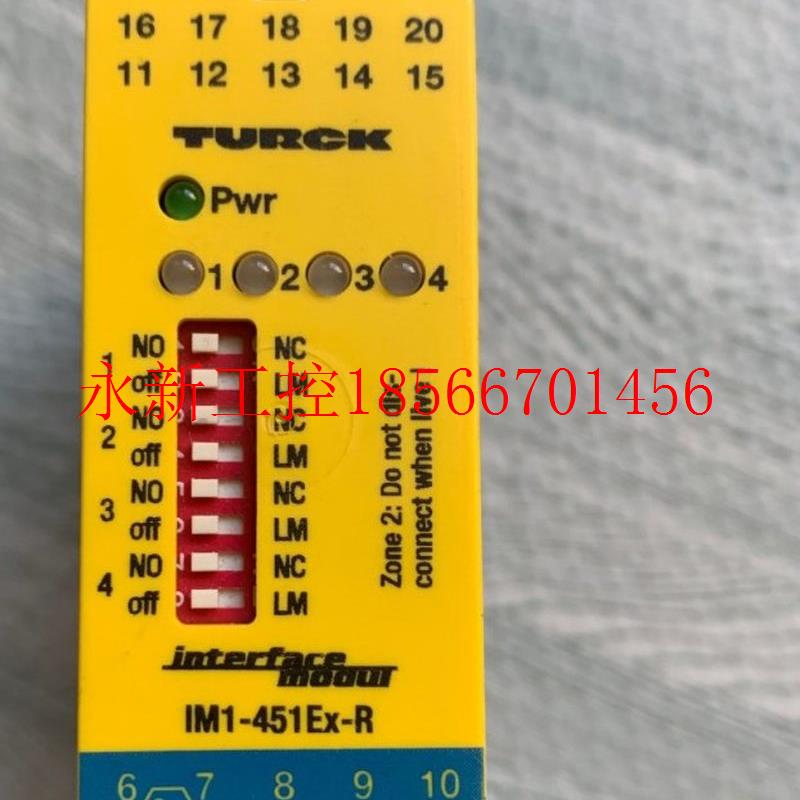 16 17 18 19 20
11 12 13 14 15
TURCK
Pwr
1 2 3 4
1 NO NC
off LM
2 NO NC
off LM
3 NO NC
off LM
4 NO NC
off LM
Zone 2: Do not dis-
connect when live !
永新工控18566701456
interface
modul
IM1-451Ex-R
6 7 8 9 10